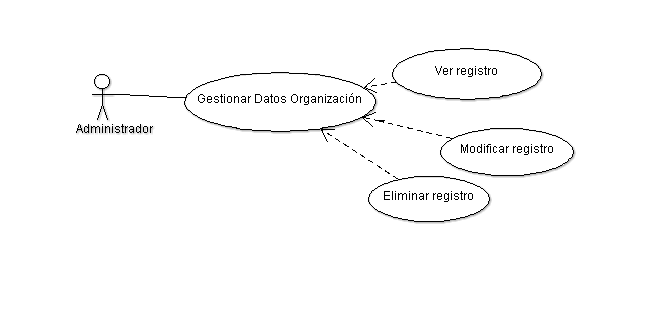 Ver registro
Gestionar Datos Organización
Administrador
Modificar registro
Eliminar registro